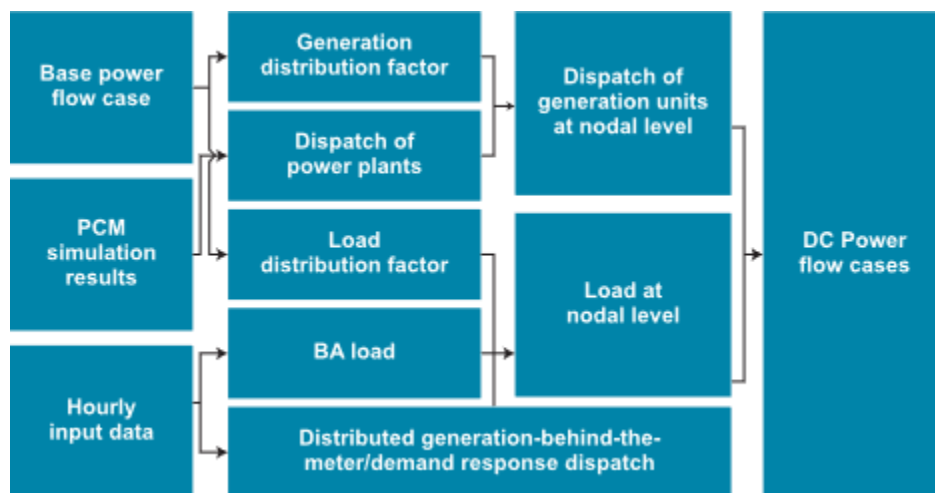 Base power
flow case
PCM
simulation
results
Hourly
input data
Generation
distribution factor
Dispatch of
power plants
Load
distribution factor
BA load
Distributed generation-behind-the-
meter/demand response dispatch
Dispatch of
generation units
at nodal level
Load at
nodal level
DC Power
flow cases